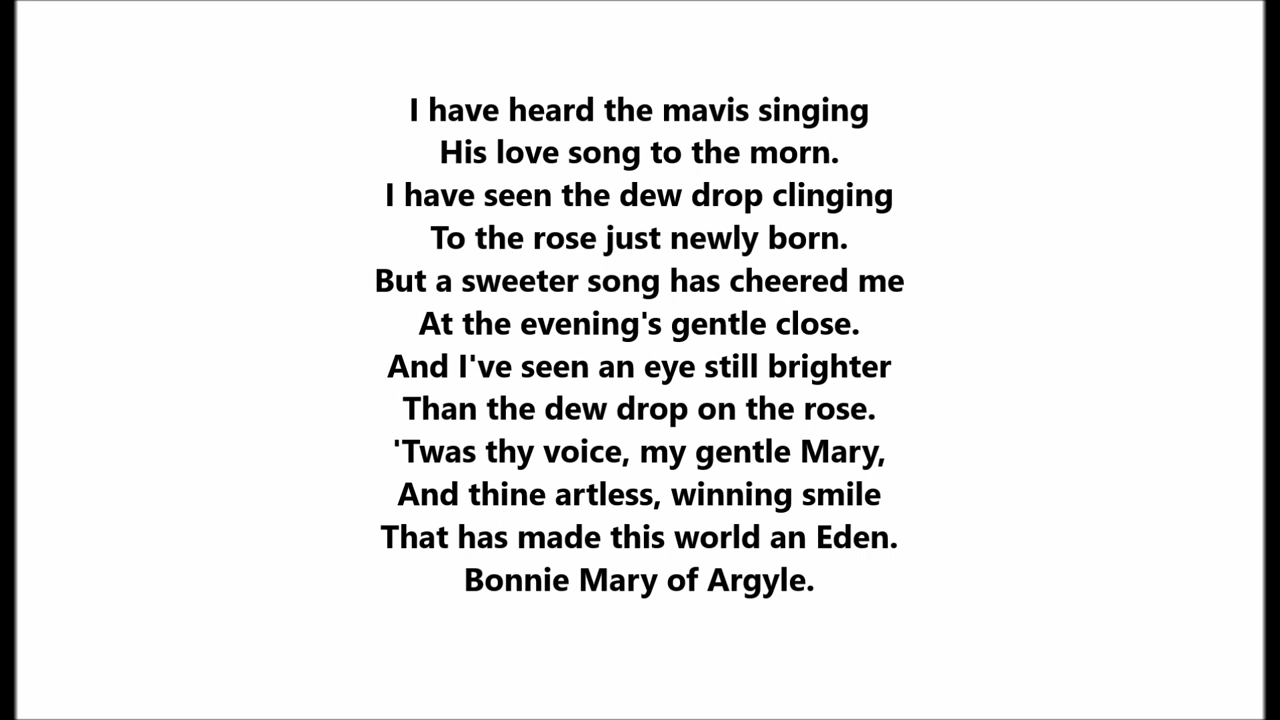 I have heard the mavis singing
His love song to the morn.
I have seen the dew drop clinging
To the rose just newly born.
But a sweeter song has cheered me
At the evening's gentle close.
And I've seen an eye still brighter
Than the dew drop on the rose.
'Twas thy voice, my gentle Mary,
And thine artless, winning smile
That has made this world an Eden.
Bonnie Mary of Argyle.